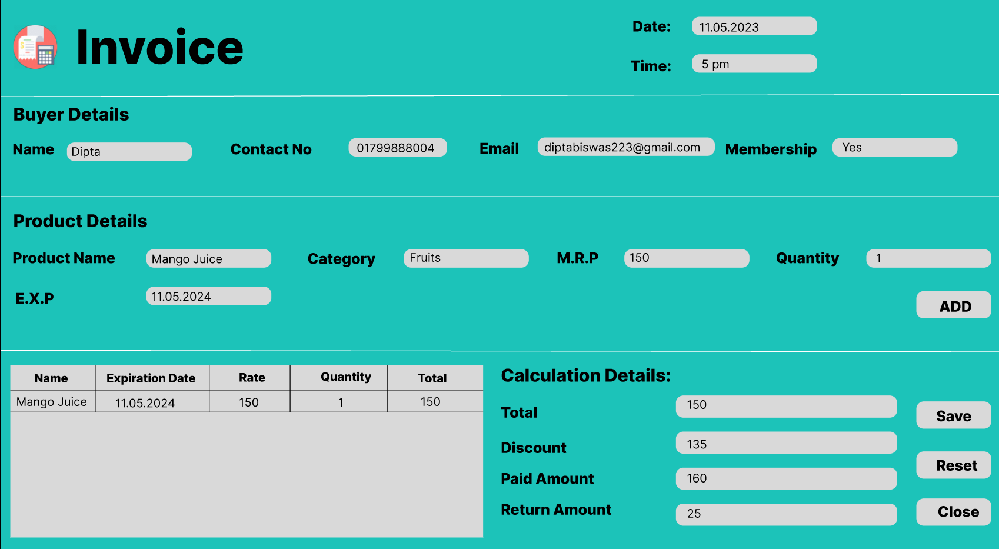 Invoice
Date: 11.05.2023
Time: 5 pm
Buyer Details
Name Dipta Contact No 01799888004 Email diptabiswas223@gmail.com Membership Yes
Product Details
Product Name Mango Juice Category Fruits M.R.P 150 Quantity 1
E.X.P 11.05.2024 ADD
Name Expiration Date Rate Quantity Total
Mango Juice 11.05.2024 150 1 150
Calculation Details:
Total 150 Save
Discount 135
Paid Amount 160 Reset
Return Amount 25 Close